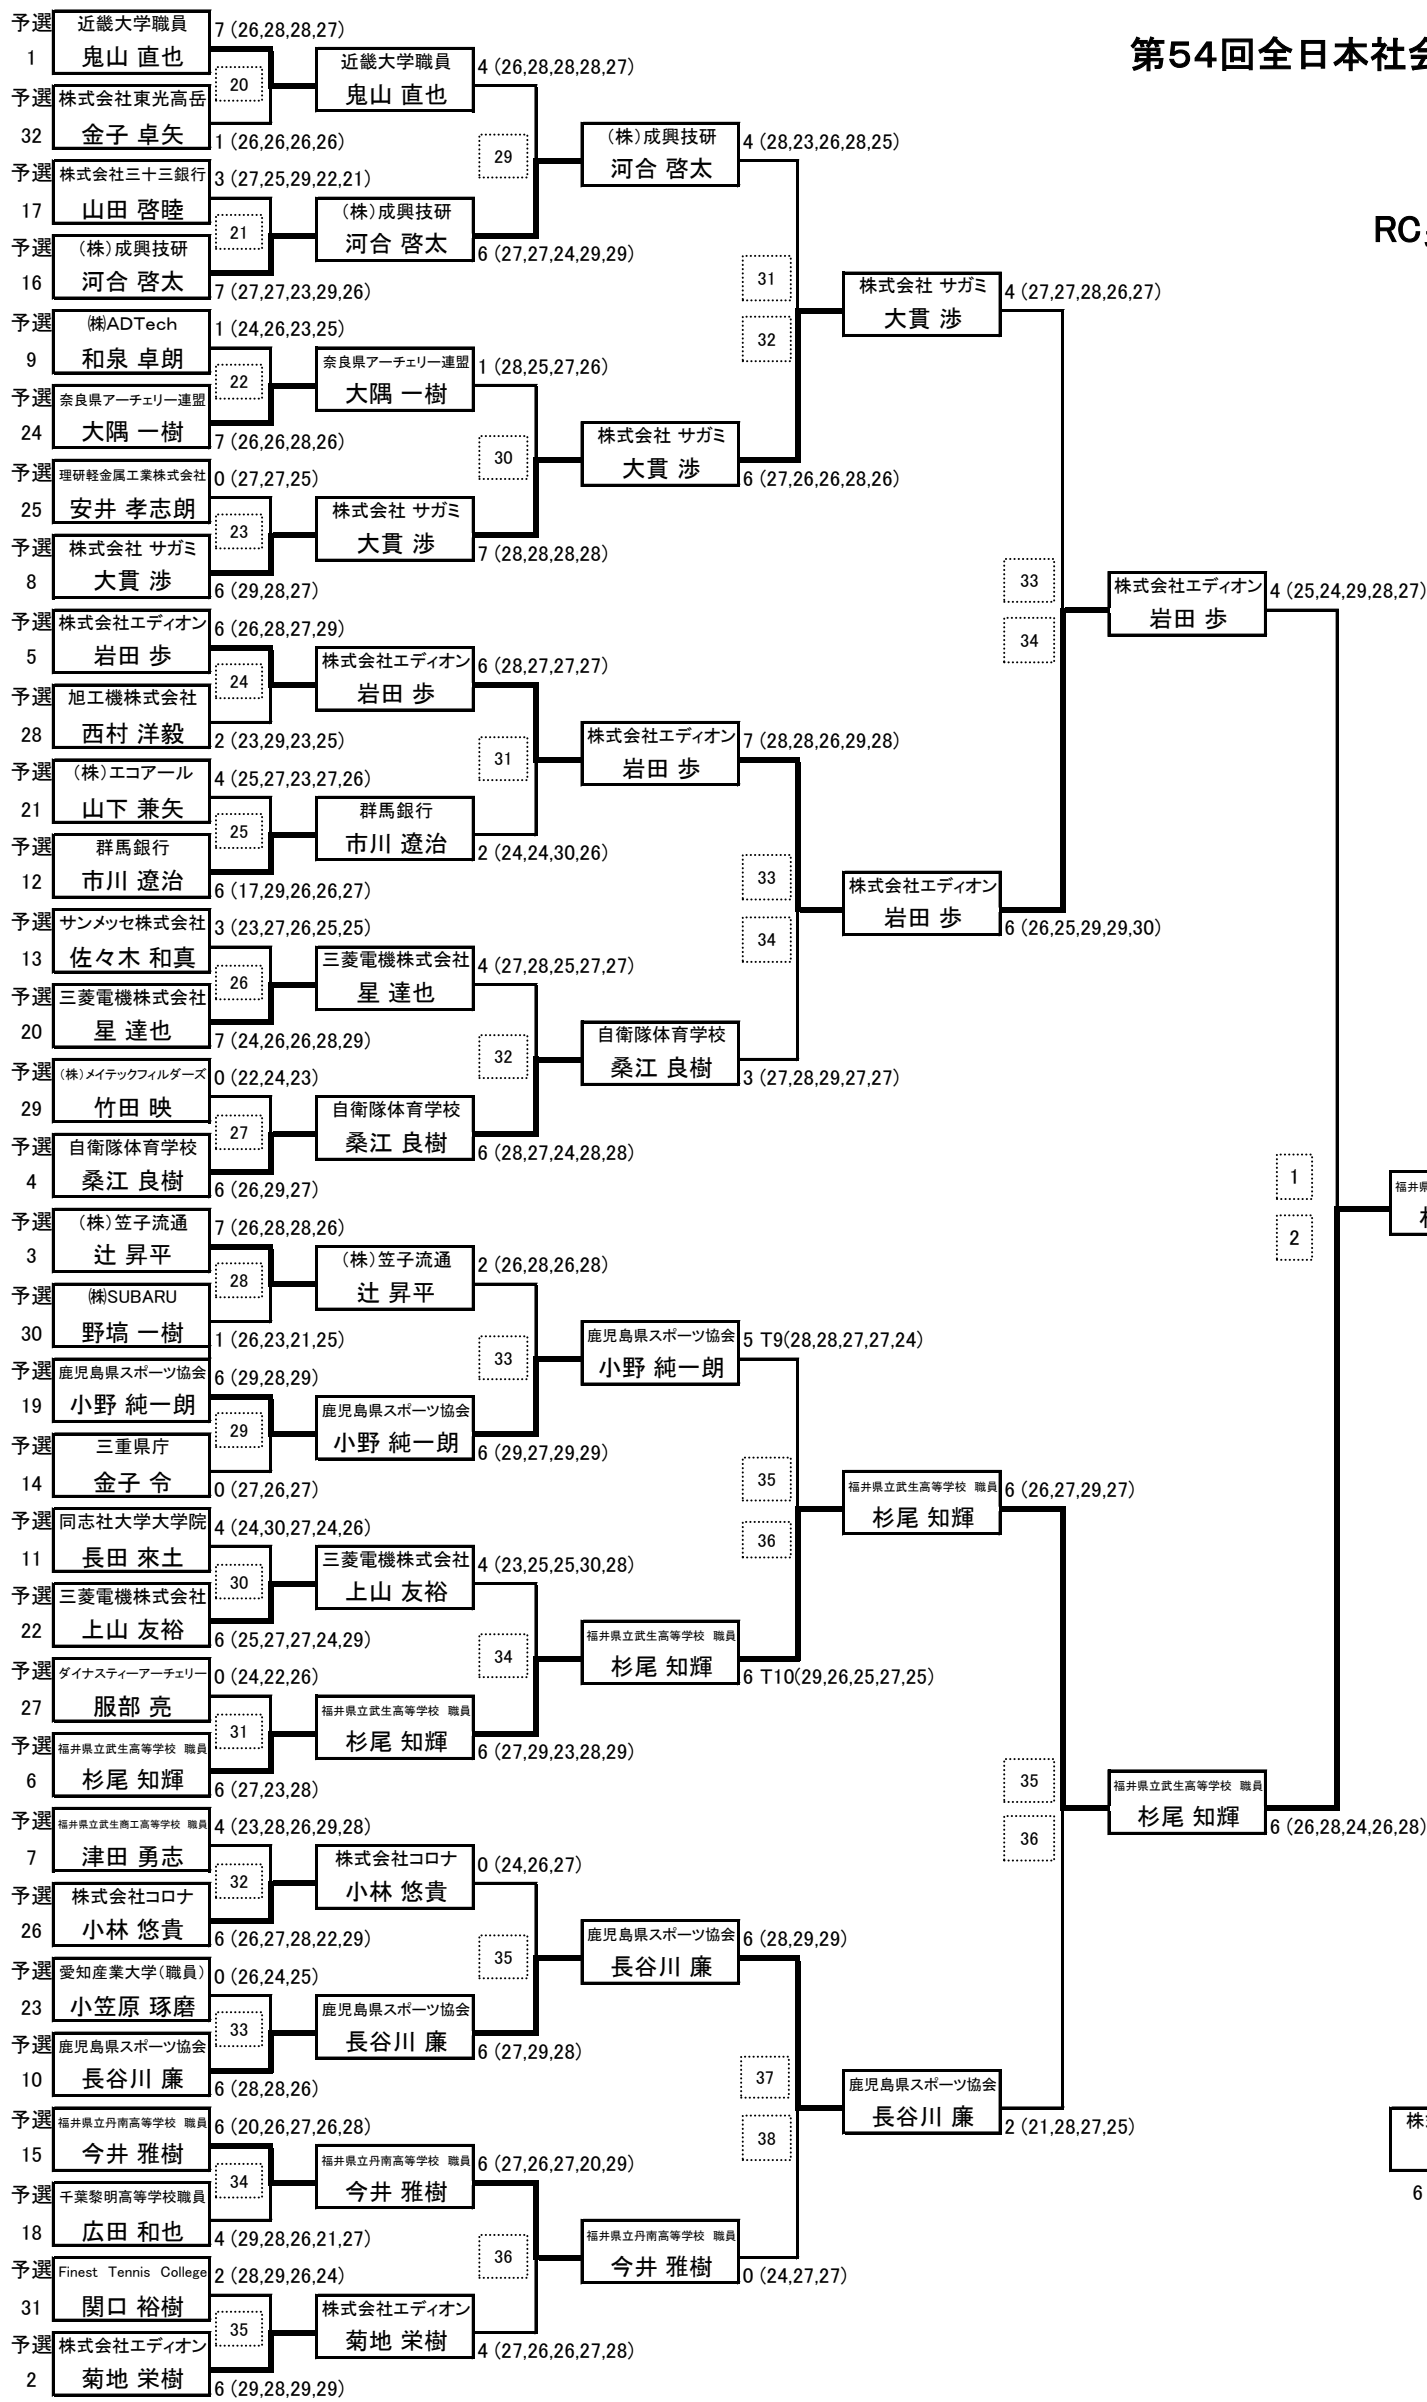 第54回全日本社会
RC
予選
1
近畿大学職員
鬼山 直也
7 (26,28,28,27)
20
予選
32
株式会社東光高岳
金子 卓矢
1 (26,26,26,26)
予選
17
株式会社三十三銀行
山田 啓睦
3 (27,25,29,22,21)
21
予選
16
(株)成興技研
河合 啓太
7 (27,27,23,29,26)
予選
9
㈱ADTech
和泉 卓朗
1 (24,26,23,25)
22
予選
24
奈良県アーチェリー連盟
大隅 一樹
7 (26,26,28,26)
予選
25
理研軽金属工業株式会社
安井 孝志朗
0 (27,27,25)
23
予選
8
株式会社 サガミ
大貫 渉
6 (29,28,27)
予選
5
株式会社エディオン
岩田 歩
6 (26,28,27,29)
24
予選
28
旭工機株式会社
西村 洋毅
2 (23,29,23,25)
予選
21
(株)エコアール
山下 兼矢
4 (25,27,23,27,26)
25
予選
12
群馬銀行
市川 遼治
6 (17,29,26,26,27)
予選
13
サンメッセ株式会社
佐々木 和真
3 (23,27,26,25,25)
26
予選
20
三菱電機株式会社
星 達也
7 (24,26,26,28,29)
予選
29
(株)メイテックフィルダーズ
竹田 映
0 (22,24,23)
27
予選
4
自衛隊体育学校
桑江 良樹
6 (26,29,27)
予選
3
(株)笠子流通
辻 昇平
7 (26,28,28,26)
28
予選
30
㈱SUBARU
野塙 一樹
1 (26,23,21,25)
予選
19
鹿児島県スポーツ協会
小野 純一朗
6 (29,28,29)
29
予選
14
三重県庁
金子 令
0 (27,26,27)
予選
11
同志社大学大学院
長田 來土
4 (24,30,27,24,26)
30
予選
22
三菱電機株式会社
上山 友裕
6 (25,27,27,24,29)
予選
27
ダイナスティーアーチェリー
服部 亮
0 (24,22,26)
31
予選
6
福井県立武生高等学校 職員
杉尾 知輝
6 (27,23,28)
予選
7
福井県立武生商工高等学校 職員
津田 勇志
4 (23,28,26,29,28)
32
予選
26
株式会社コロナ
小林 悠貴
6 (26,27,28,22,29)
予選
23
愛知産業大学(職員)
小笠原 琢磨
0 (26,24,25)
33
予選
10
鹿児島県スポーツ協会
長谷川 廉
6 (28,28,26)
予選
15
福井県立丹南高等学校 職員
今井 雅樹
6 (20,26,27,26,28)
34
予選
18
千葉黎明高等学校職員
広田 和也
4 (29,28,26,21,27)
予選
31
Finest Tennis College
関口 裕樹
2 (28,29,26,24)
35
予選
2
株式会社エディオン
菊地 栄樹
6 (29,28,29,29)
近畿大学職員
鬼山 直也
4 (26,28,28,28,27)
29
(株)成興技研
河合 啓太
6 (27,27,24,29,29)
奈良県アーチェリー連盟
大隅 一樹
1 (28,25,27,26)
30
株式会社 サガミ
大貫 渉
7 (28,28,28,28)
株式会社エディオン
岩田 歩
6 (28,27,27,27)
31
群馬銀行
市川 遼治
2 (24,24,30,26)
三菱電機株式会社
星 達也
4 (27,28,25,27,27)
32
自衛隊体育学校
桑江 良樹
6 (28,27,24,28,28)
(株)笠子流通
辻 昇平
2 (26,28,26,28)
33
鹿児島県スポーツ協会
小野 純一朗
6 (29,27,29,29)
三菱電機株式会社
上山 友裕
4 (23,25,25,30,28)
34
福井県立武生高等学校 職員
杉尾 知輝
6 (27,29,23,28,29)
株式会社コロナ
小林 悠貴
0 (24,26,27)
35
鹿児島県スポーツ協会
長谷川 廉
6 (27,29,28)
福井県立丹南高等学校 職員
今井 雅樹
6 (27,26,27,20,29)
36
株式会社エディオン
菊地 栄樹
4 (27,26,26,27,28)
(株)成興技研
河合 啓太
4 (28,23,26,28,25)
31
32
株式会社 サガミ
大貫 渉
6 (27,26,26,28,26)
株式会社エディオン
岩田 歩
7 (28,28,26,29,28)
33
34
自衛隊体育学校
桑江 良樹
3 (27,28,29,27,27)
鹿児島県スポーツ協会
小野 純一朗
5 T9(28,28,27,27,24)
35
36
福井県立武生高等学校 職員
杉尾 知輝
6 T10(29,26,25,27,25)
鹿児島県スポーツ協会
長谷川 廉
6 (28,29,29)
37
38
福井県立丹南高等学校 職員
今井 雅樹
0 (24,27,27)
株式会社 サガミ
大貫 渉
4 (27,27,28,26,27)
33
34
株式会社エディオン
岩田 歩
6 (26,25,29,29,30)
福井県立武生高等学校 職員
杉尾 知輝
6 (26,27,29,27)
35
36
鹿児島県スポーツ協会
長谷川 廉
2 (21,28,27,25)
株式会社エディオン
岩田 歩
4 (25,24,29,28,27)
1
2
福井県立武生高等学校 職員
杉尾 知輝
6 (26,28,24,26,28)
福井県
株
6